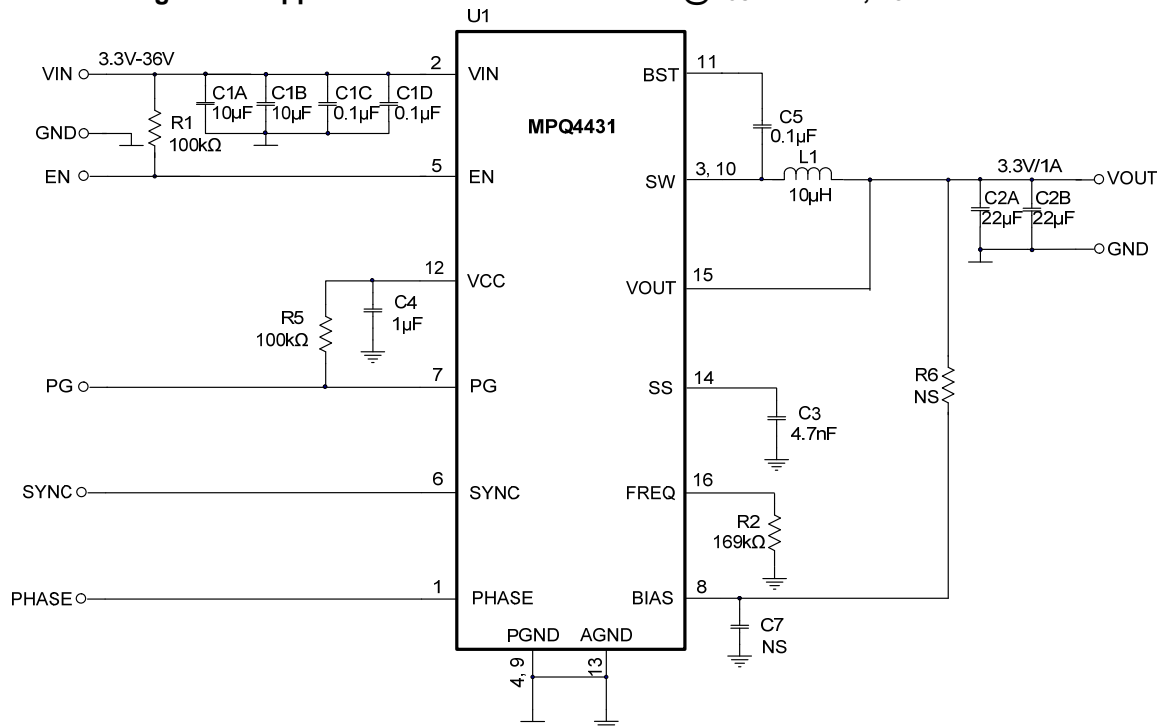 U1
VIN
3.3V-36V
2
VIN
BST
11
C1A
10µF
C1B
10µF
C1C
0.1µF
C1D
0.1µF
MPQ4431
C5
0.1µF
GND
R1
100kΩ
L1
10µH
EN
5
EN
SW
3, 10
3.3V/1A
VOUT
C2A
22µF
C2B
22µF
GND
12
VCC
VOUT
15
C4
1µF
R5
100kΩ
PG
7
PG
SS
14
R6
NS
C3
4.7nF
SYNC
6
SYNC
FREQ
16
R2
169kΩ
PHASE
1
PHASE
BIAS
8
C7
NS
PGND
AGND
4, 9
13